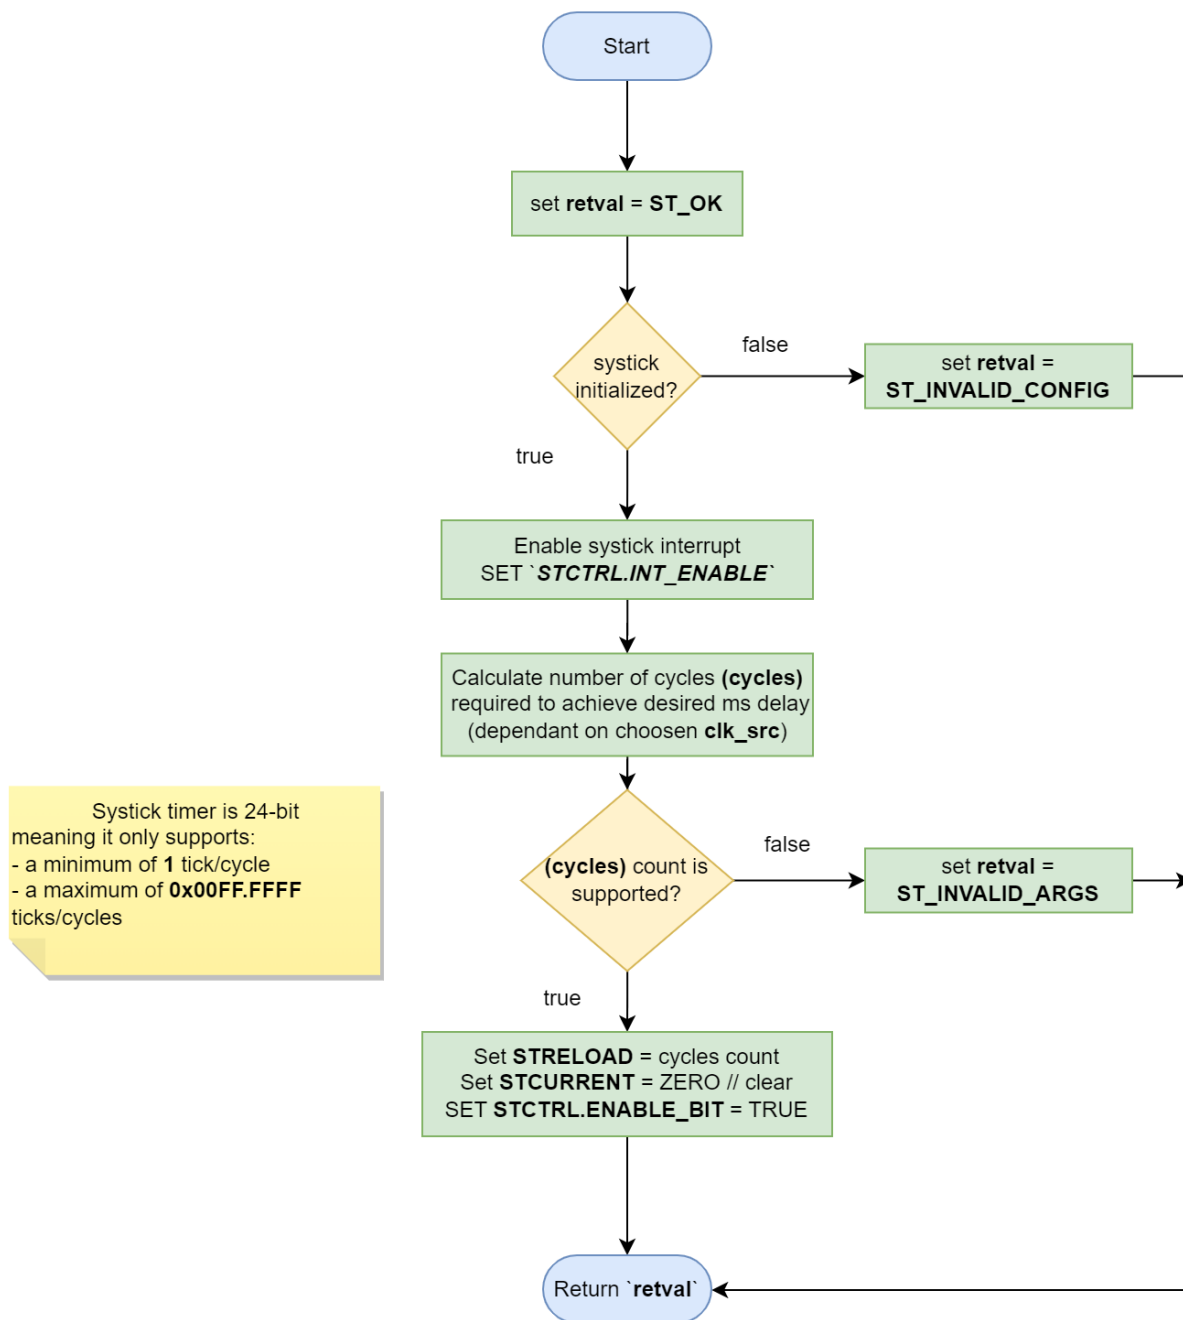 Start
set retval = ST_OK
systick
initialized?
false
set retval =
ST_INVALID_CONFIG
true
Enable systick interrupt
SET `STCTRL.INT_ENABLE`
Calculate number of cycles (cycles)
required to achieve desired ms delay
(dependant on choosen clk_src)
Systick timer is 24-bit
meaning it only supports:
- a minimum of 1 tick/cycle
- a maximum of 0x00FF.FFFF
ticks/cycles
(cycles) count is
supported?
false
set retval =
ST_INVALID_ARGS
true
Set STRELOAD = cycles count
Set STCURRENT = ZERO // clear
SET STCTRL.ENABLE_BIT = TRUE
Return `retval`